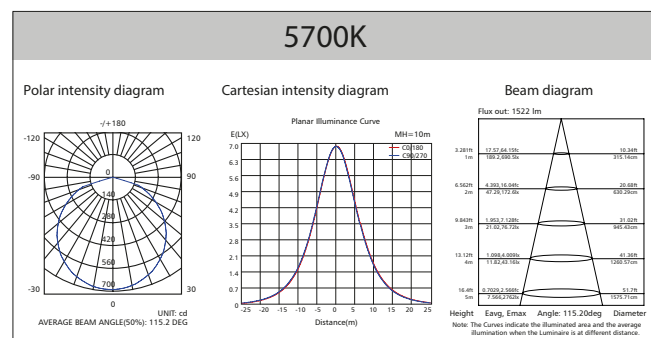 5700K
Polar intensity diagram
Cartesian intensity diagram
Beam diagram
-/+180
-120
120
-90
90
0
140
280
420
560
700
-30
30
0
UNIT: cd
AVERAGE BEAM ANGLE(50%): 115.2 DEG
Planar Illuminance Curve
E(LX)
MH=10m
C0/180
C90/270
7.0
6.3
5.6
4.9
4.2
3.5
2.8
2.1
1.4
0.7
0
-25 -20 -15 -10 -5 0 5 10 15 20 25
Distance(m)
Flux out: 1522 lm
3.281ft 17.57,64.15fc 10.34ft
1m 189.2,690.5lx 315.14cm
6.562ft 4.393,16.04fc 20.68ft
2m 47.29,172.6lx 630.29cm
9.843ft 1.953,7.128fc 31.02ft
3m 21.02,76.72lx 945.43cm
13.12ft 1.098,4.009fc 41.36ft
4m 11.82,43.16lx 1260.57cm
16.4ft 0.7029,2.566fc 51.7ft
5m 7.566,2762lx 1575.71cm
Height Eavg, Emax Angle: 115.20deg Diameter
Note: The Curves indicate the illuminated area and the average
illumination when the Luminaire is at different distance.